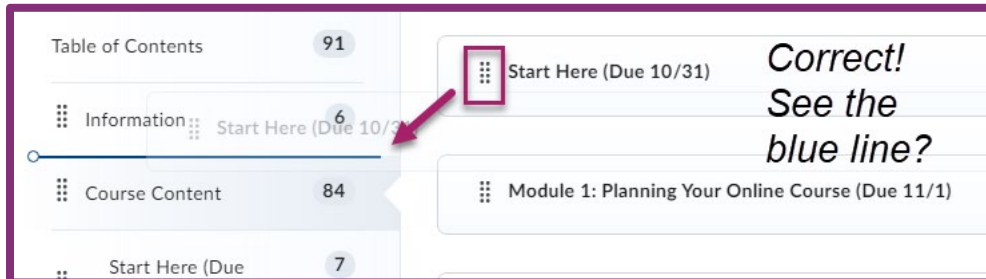 Table of Contents 91
Information 6
Start Here (Due 10/3
Course Content 84
Start Here (Due 7
Start Here (Due 10/31)
Module 1: Planning Your Online Course (Due 11/1)
Correct!
See the
blue line?